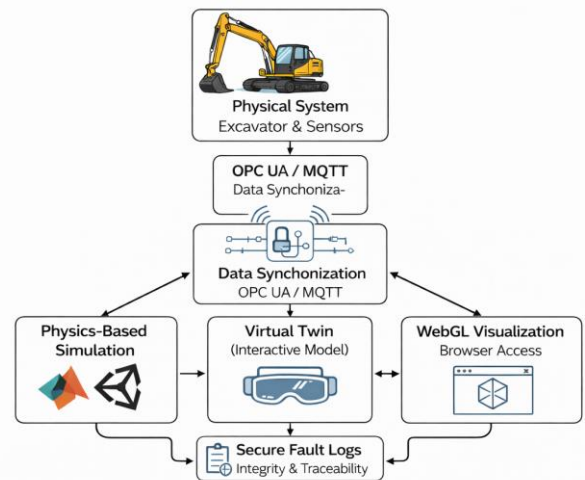 Physical System
Excavator & Sensors
OPC UA / MQTT
Data Synchoniza-
Data Synchonization
OPC UA / MQTT
Physics-Based
Simulation
Virtual Twin
(Interactive Model)
WebGL Visualization
Browser Access
Secure Fault Logs
Integrity & Traceability